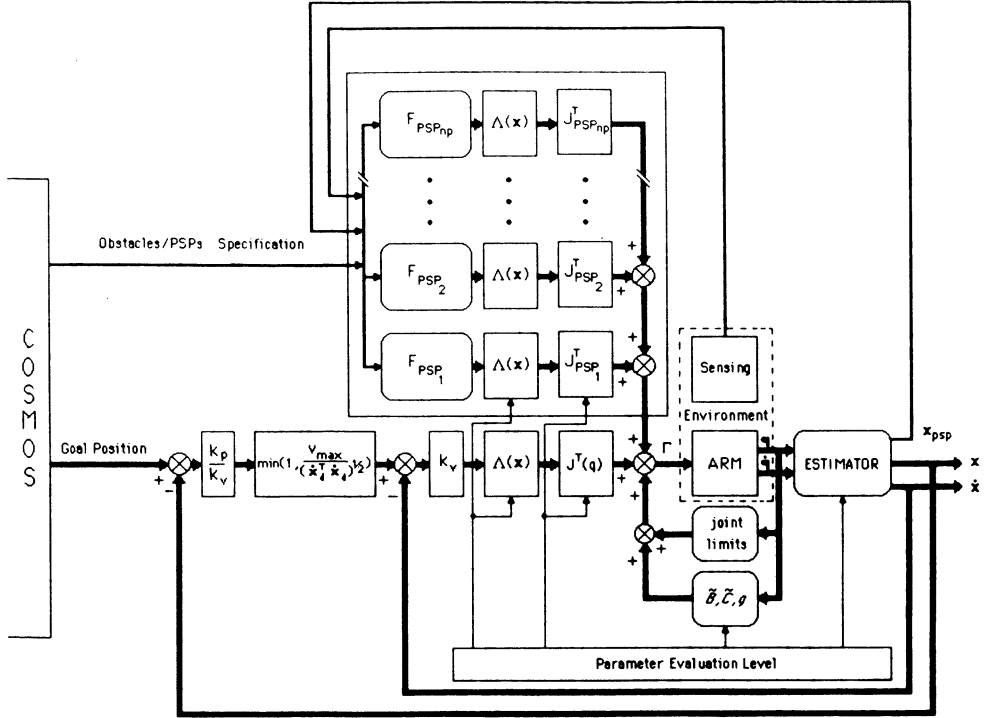 F_PSP_np
Λ(x)
J^T_PSP_np
Obstacles/PSPs Specification
F_PSP_2
Λ(x)
J^T_PSP_2
+
+
COSMOS
F_PSP_1
Λ(x)
J^T_PSP_1
+
+
Sensing
Environment
Goal Position
+
−
k_p
k_v
min(1, V_max / (ẋ_d^T ẋ_d)^1/2)
+
−
k_v
Λ(x)
J^T(q)
+
+
+
Γ
ARM
q
q̇
ESTIMATOR
x_psp
x
ẋ
joint
limits
+
+
B̃, C̃, g
Parameter Evaluation Level